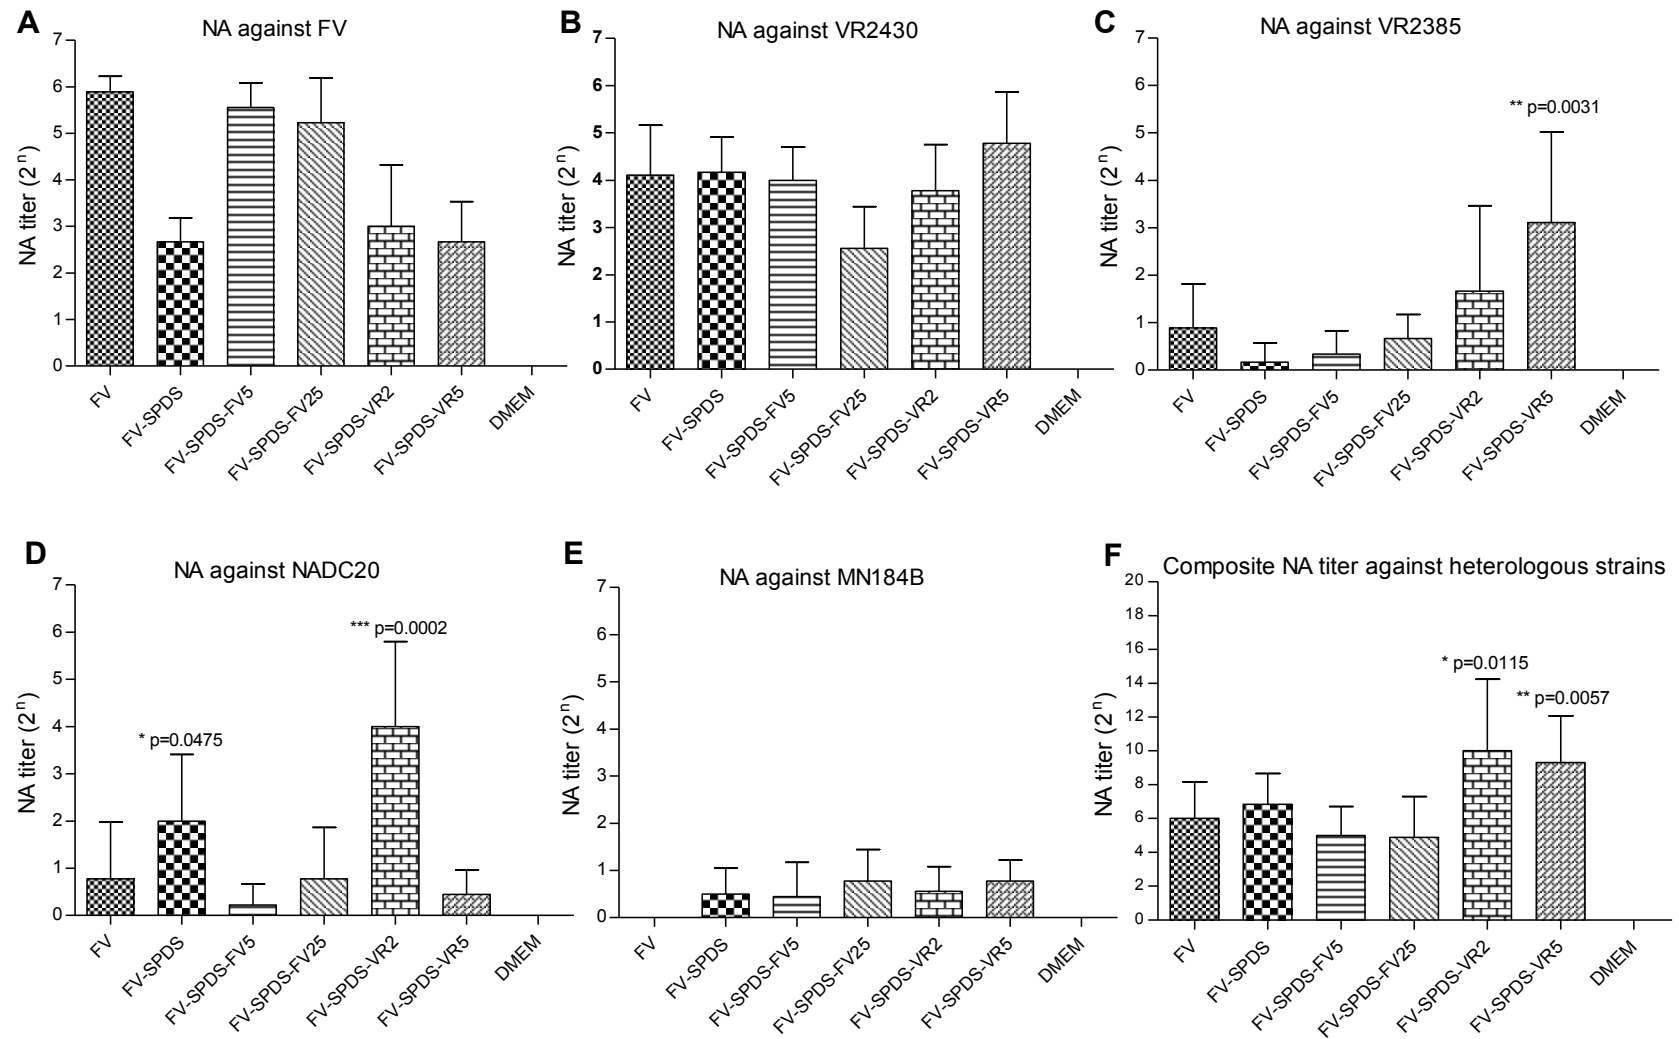 A
NA against FV
NA titer (2ⁿ)
7
6
5
4
3
2
1
0
FV
FV-SPDS
FV-SPDS-FV5
FV-SPDS-FV25
FV-SPDS-VR2
FV-SPDS-VR5
DMEM
B
NA against VR2430
NA titer (2ⁿ)
7
6
5
4
3
2
1
0
FV
FV-SPDS
FV-SPDS-FV5
FV-SPDS-FV25
FV-SPDS-VR2
FV-SPDS-VR5
DMEM
C
NA against VR2385
NA titer (2ⁿ)
7
6
5
4
3
2
1
0
** p=0.0031
FV
FV-SPDS
FV-SPDS-FV5
FV-SPDS-FV25
FV-SPDS-VR2
FV-SPDS-VR5
DMEM
D
NA against NADC20
NA titer (2ⁿ)
7
6
5
4
3
2
1
0
* p=0.0475
*** p=0.0002
FV
FV-SPDS
FV-SPDS-FV5
FV-SPDS-FV25
FV-SPDS-VR2
FV-SPDS-VR5
DMEM
E
NA against MN184B
NA titer (2ⁿ)
7
6
5
4
3
2
1
0
FV
FV-SPDS
FV-SPDS-FV5
FV-SPDS-FV25
FV-SPDS-VR2
FV-SPDS-VR5
DMEM
F
Composite NA titer against heterologous strains
NA titer (2ⁿ)
20
18
16
14
12
10
8
6
4
2
0
* p=0.0115
** p=0.0057
FV
FV-SPDS
FV-SPDS-FV5
FV-SPDS-FV25
FV-SPDS-VR2
FV-SPDS-VR5
DMEM